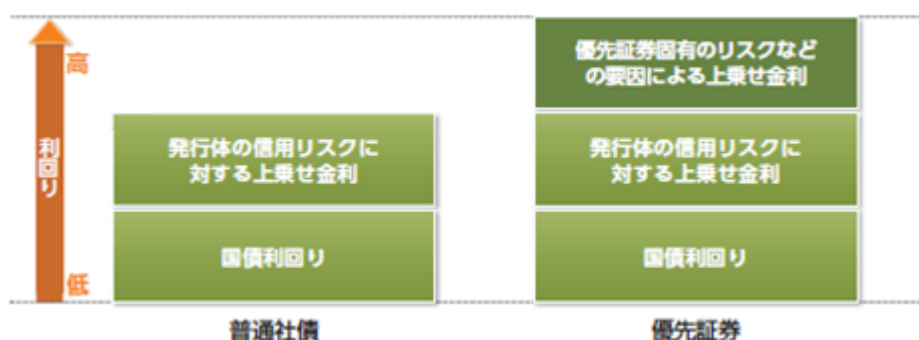 高
利回り
低
発行体の信用リスクに
対する上乗せ金利
国債利回り
普通社債
優先証券固有のリスクなど
の要因による上乗せ金利
発行体の信用リスクに
対する上乗せ金利
国債利回り
優先証券